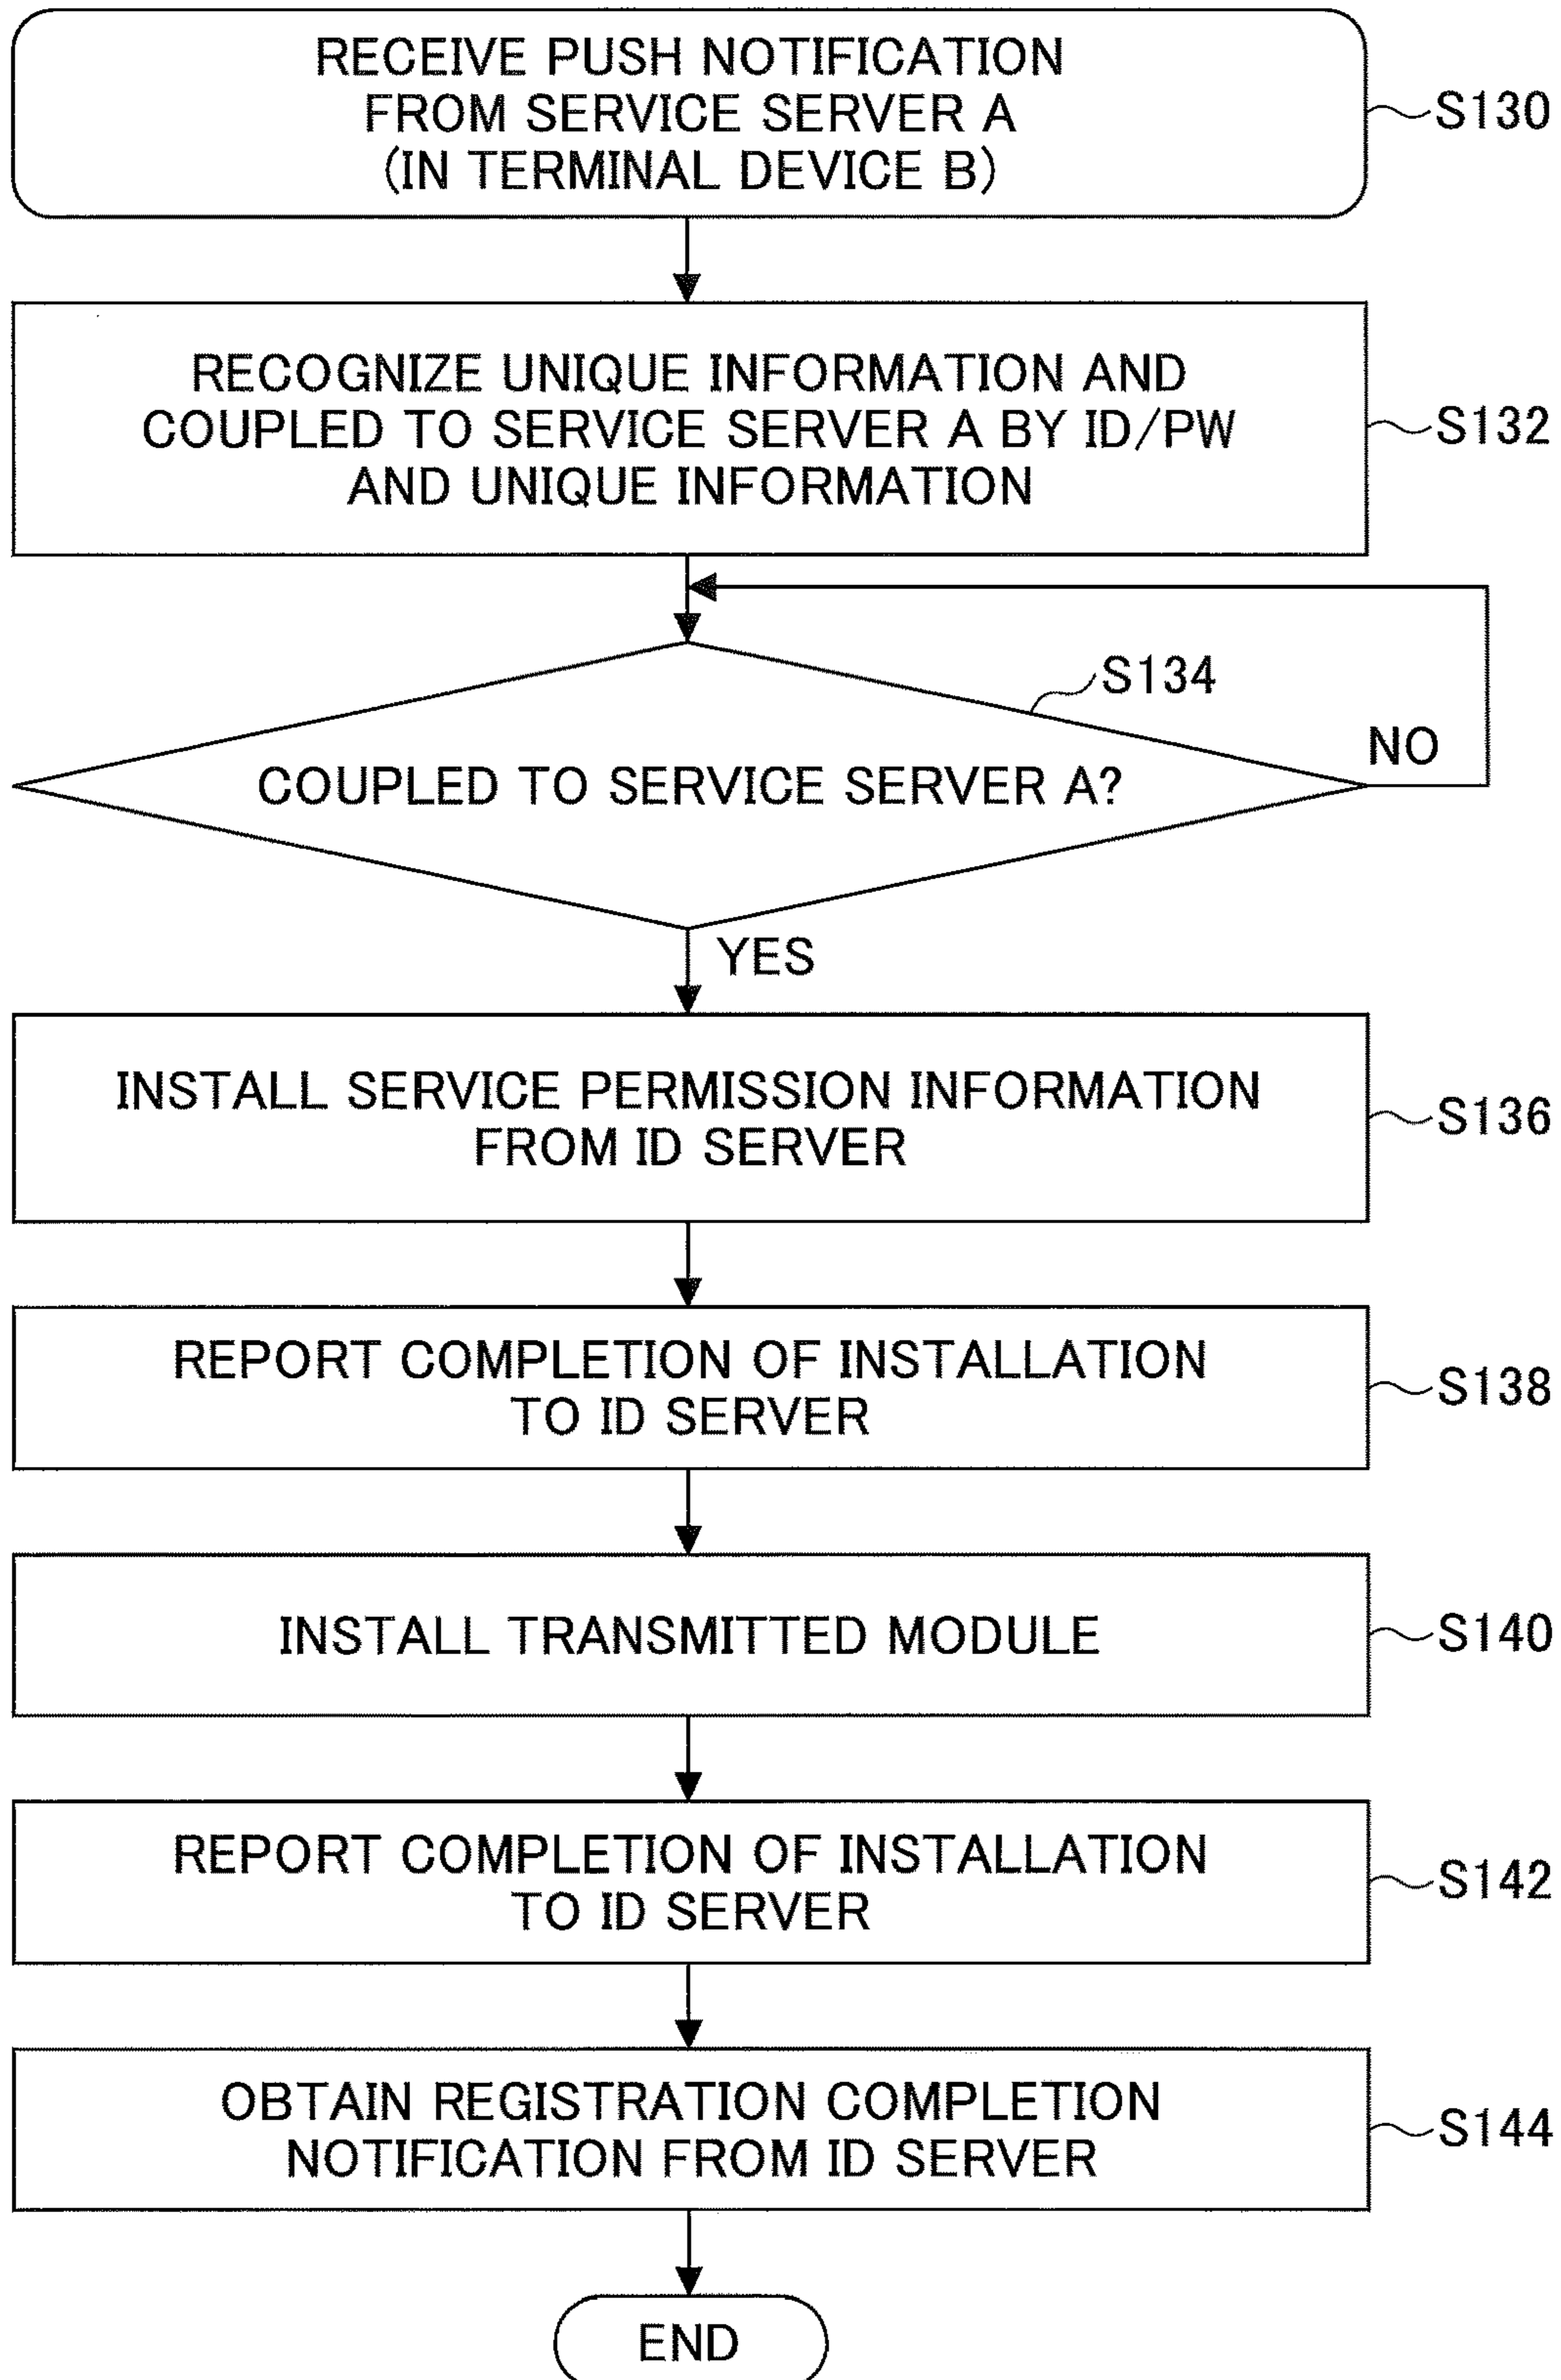 RECEIVE PUSH NOTIFICATION
FROM SERVICE SERVER A
(IN TERMINAL DEVICE B)
S130
RECOGNIZE UNIQUE INFORMATION AND
COUPLED TO SERVICE SERVER A BY ID/PW
AND UNIQUE INFORMATION
S132
S134
COUPLED TO SERVICE SERVER A?
NO
YES
INSTALL SERVICE PERMISSION INFORMATION
FROM ID SERVER
S136
REPORT COMPLETION OF INSTALLATION
TO ID SERVER
S138
INSTALL TRANSMITTED MODULE
S140
REPORT COMPLETION OF INSTALLATION
TO ID SERVER
S142
OBTAIN REGISTRATION COMPLETION
NOTIFICATION FROM ID SERVER
S144
END